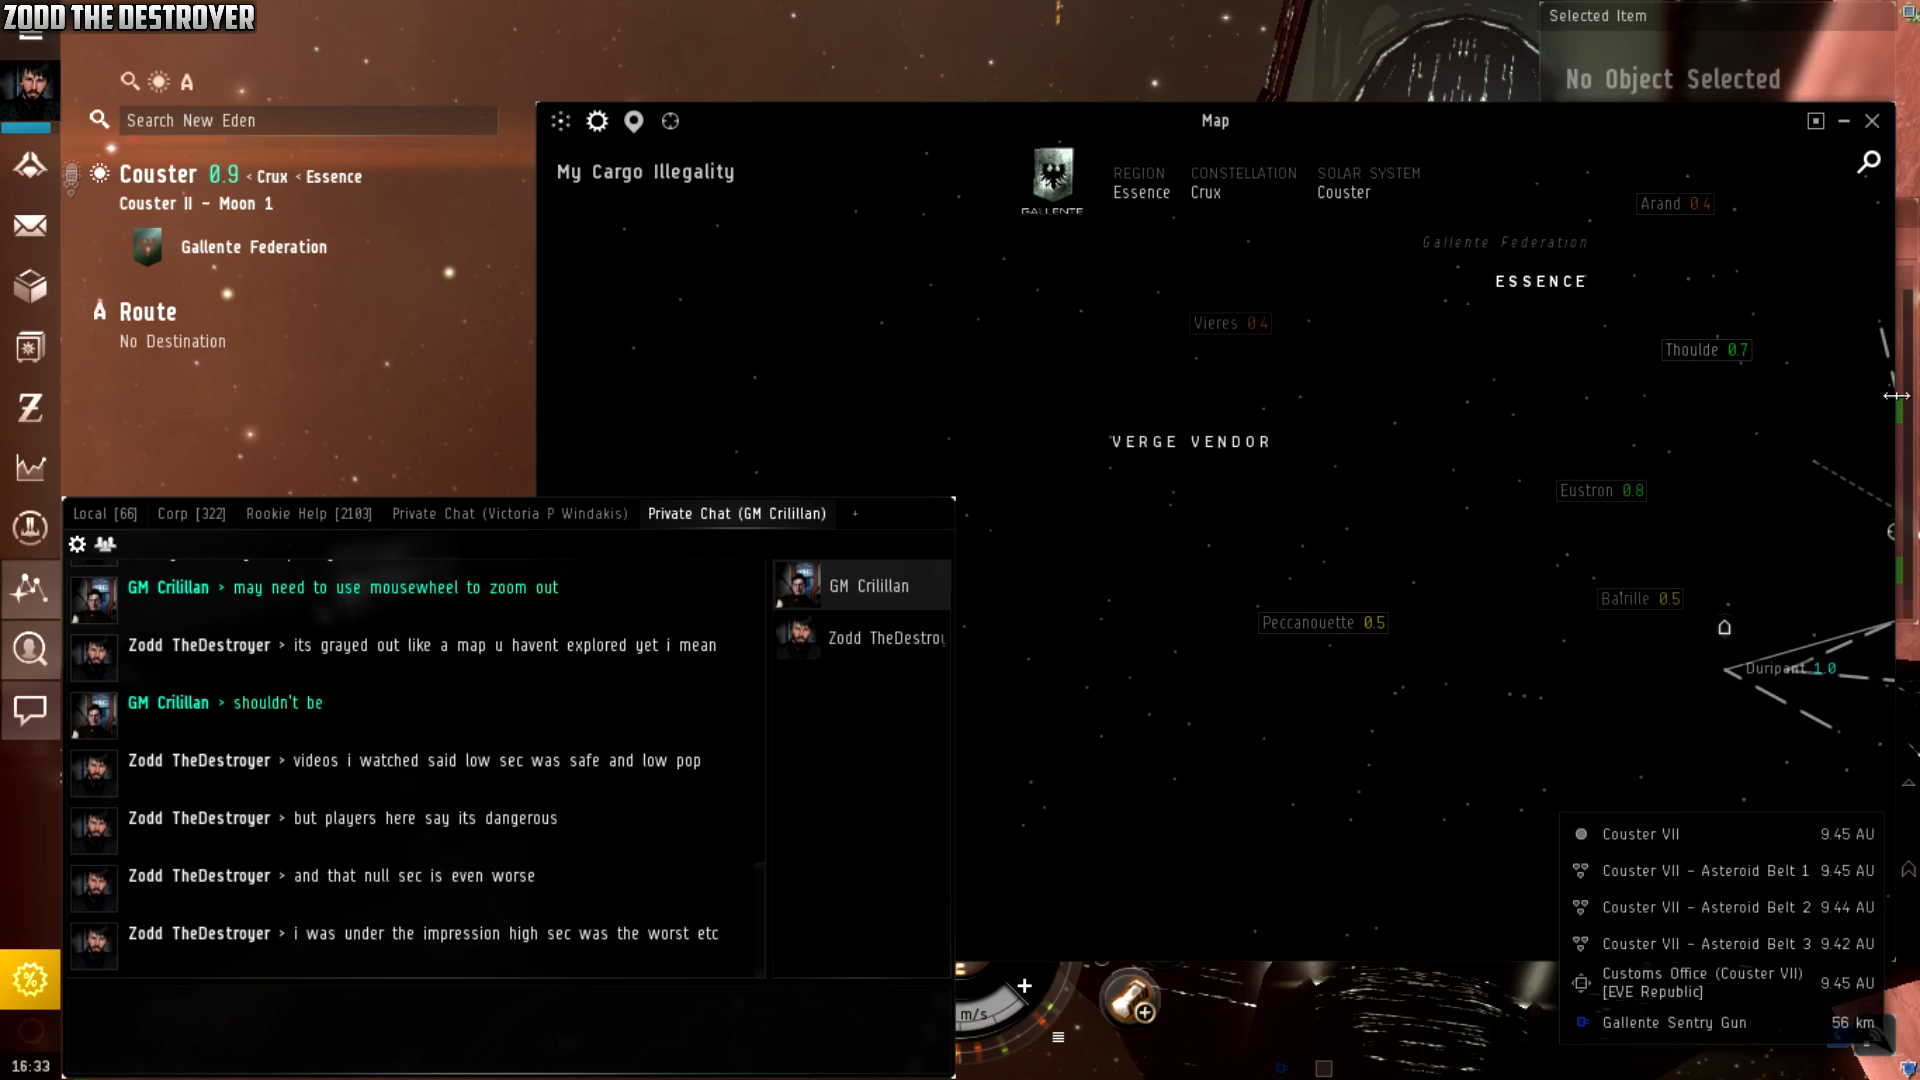 ZODD THE DESTROYER
Selected Item
No Object Selected
Search New Eden
Map
My Cargo Illegality
GALLENTE
REGION
Essence
CONSTELLATION
Crux
SOLAR SYSTEM
Couster
Couster 0.9 < Crux < Essence
Couster II - Moon 1
Gallente Federation
Route
No Destination
Arand 0.4
Gallente Federation
ESSENCE
Vieres 0.4
Thoulde 0.7
VERGE VENDOR
Eustron 0.8
Balrille 0.5
Peccanouette 0.5
Duripant 1.0
Local [66]
Corp [322]
Rookie Help [2103]
Private Chat (Victoria P Windakis)
Private Chat (GM Crilillan)
GM Crilillan > may need to use mousewheel to zoom out
Zodd TheDestroyer > its grayed out like a map u havent explored yet i mean
GM Crilillan > shouldn't be
Zodd TheDestroyer > videos i watched said low sec was safe and low pop
Zodd TheDestroyer > but players here say its dangerous
Zodd TheDestroyer > and that null sec is even worse
Zodd TheDestroyer > i was under the impression high sec was the worst etc
GM Crilillan
Zodd TheDestroy
Couster VII 9.45 AU
Couster VII - Asteroid Belt 1 9.45 AU
Couster VII - Asteroid Belt 2 9.44 AU
Couster VII - Asteroid Belt 3 9.42 AU
Customs Office (Couster VII)
[EVE Republic] 9.45 AU
Gallente Sentry Gun 56 km
m/s
16:33